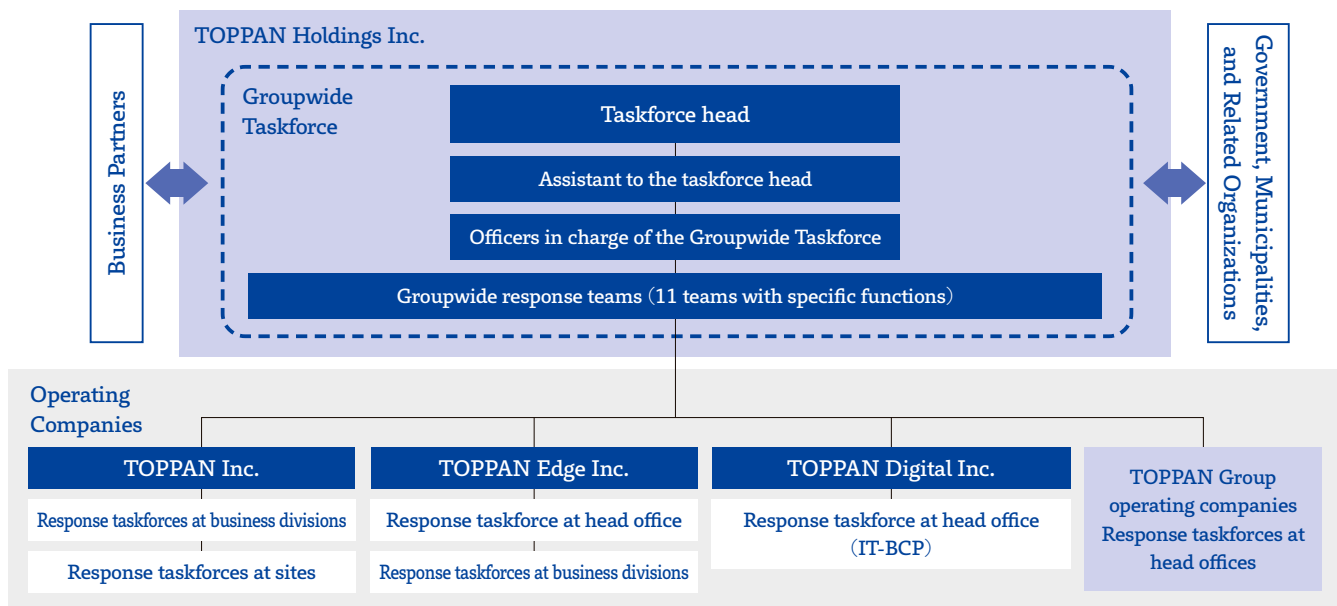 TOPPAN Holdings Inc.
Business Partners
Groupwide
Taskforce
Taskforce head
Assistant to the taskforce head
Officers in charge of the Groupwide Taskforce
Groupwide response teams (11 teams with specific functions)
Government, Municipalities,
and Related Organizations
Operating
Companies
TOPPAN Inc.
Response taskforces at business divisions
Response taskforces at sites
TOPPAN Edge Inc.
Response taskforce at head office
Response taskforces at business divisions
TOPPAN Digital Inc.
Response taskforce at head office
(IT-BCP)
TOPPAN Group
operating companies
Response taskforces at
head offices